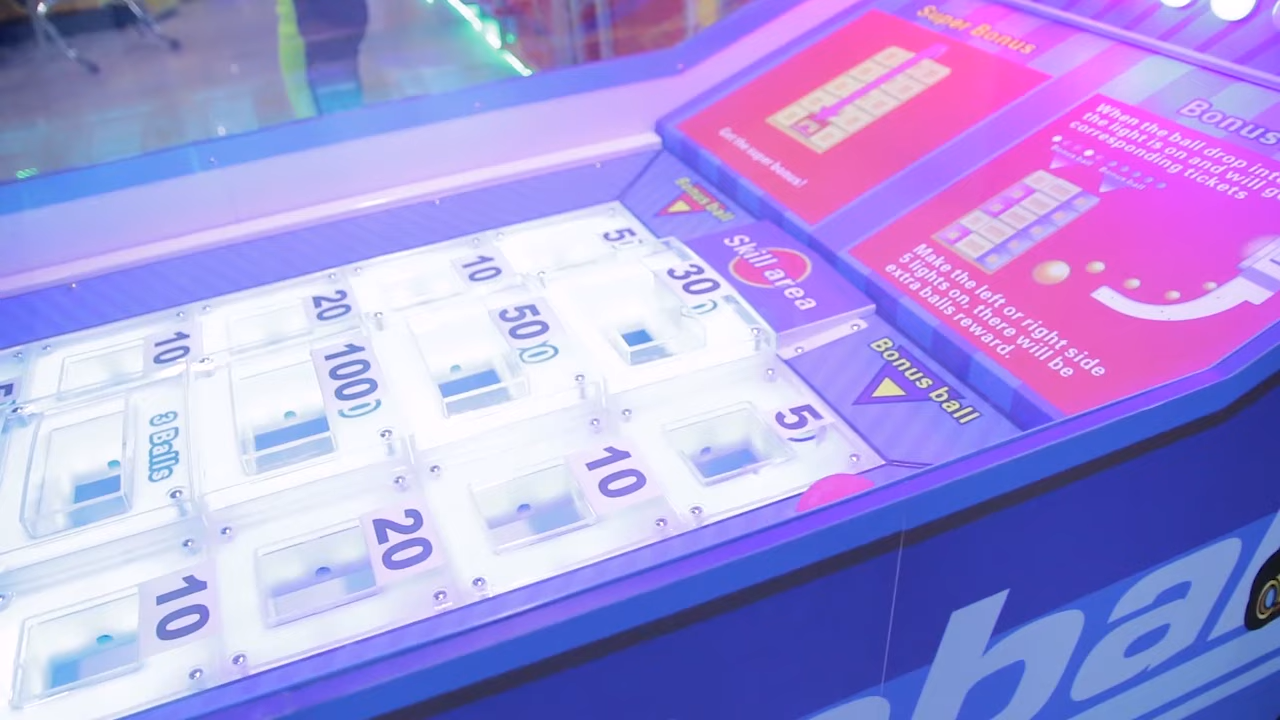 Super Bonus
Get the super bonus!
Bonus
When the ball drop
the light is on and will
corresponding tickets
Bonus ball
Bonus ball
Make the left or right side
5 lights on, there will be
extra balls reward.
Bonus ball
Skill area
Bonus ball
5
10
20
10
30
50
100
3 Balls
5
10
20
10